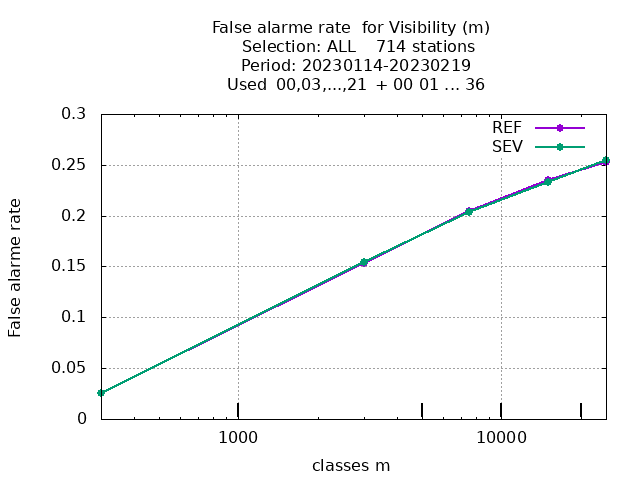 False alarme rate  for Visibility (m)
Selection: ALL    714 stations
Period: 20230114-20230219
Used  00,03,...,21  + 00 01 ... 36
REF
SEV
0.3
0.25
0.2
0.15
0.1
0.05
0
False alarme rate
1000
10000
classes m